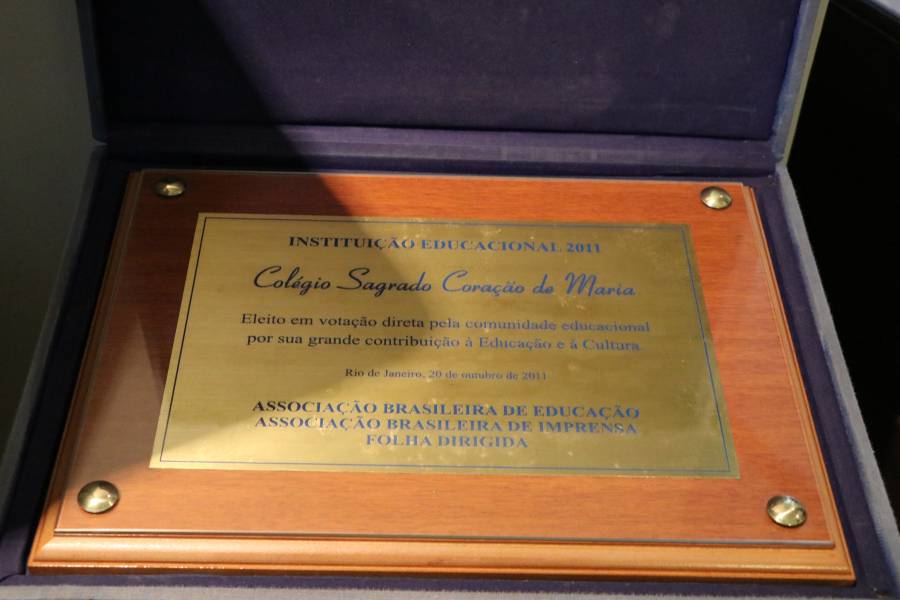 INSTITUIÇÃO EDUCACIONAL 2011
Colégio Sagrado Coração de Maria
Eleito em votação direta pela comunidade educacional
por sua grande contribuição à Educação e á Cultura.
Rio de Janeiro, 20 de outubro de 2011
ASSOCIAÇÃO BRASILEIRA DE EDUCAÇÃO
ASSOCIAÇÃO BRASILEIRA DE IMPRENSA
FOLHA DIRIGIDA